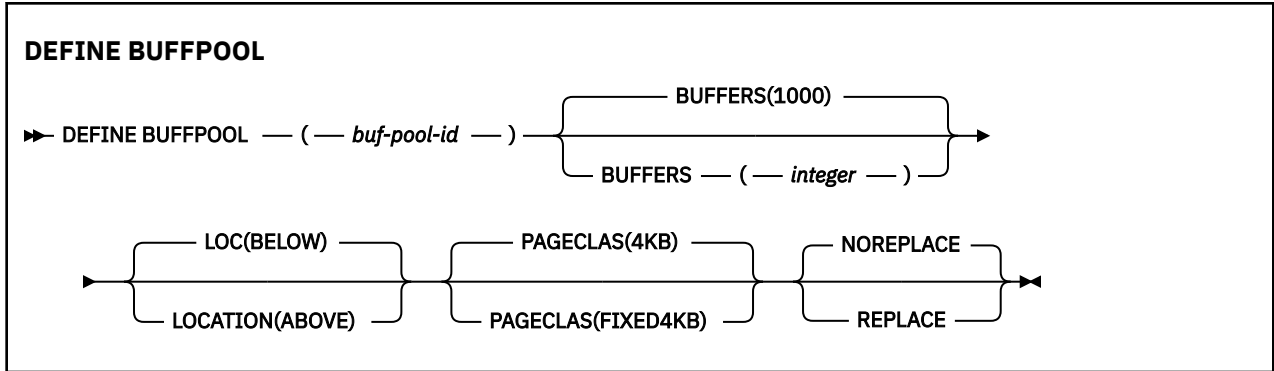 DEFINE BUFFPOOL
BUFFERS(1000)
DEFINE BUFFPOOL ( buf-pool-id )
BUFFERS ( integer )
LOC(BELOW) PAGECLAS(4KB) NOREPLACE
LOCATION(ABOVE) PAGECLAS(FIXED4KB) REPLACE